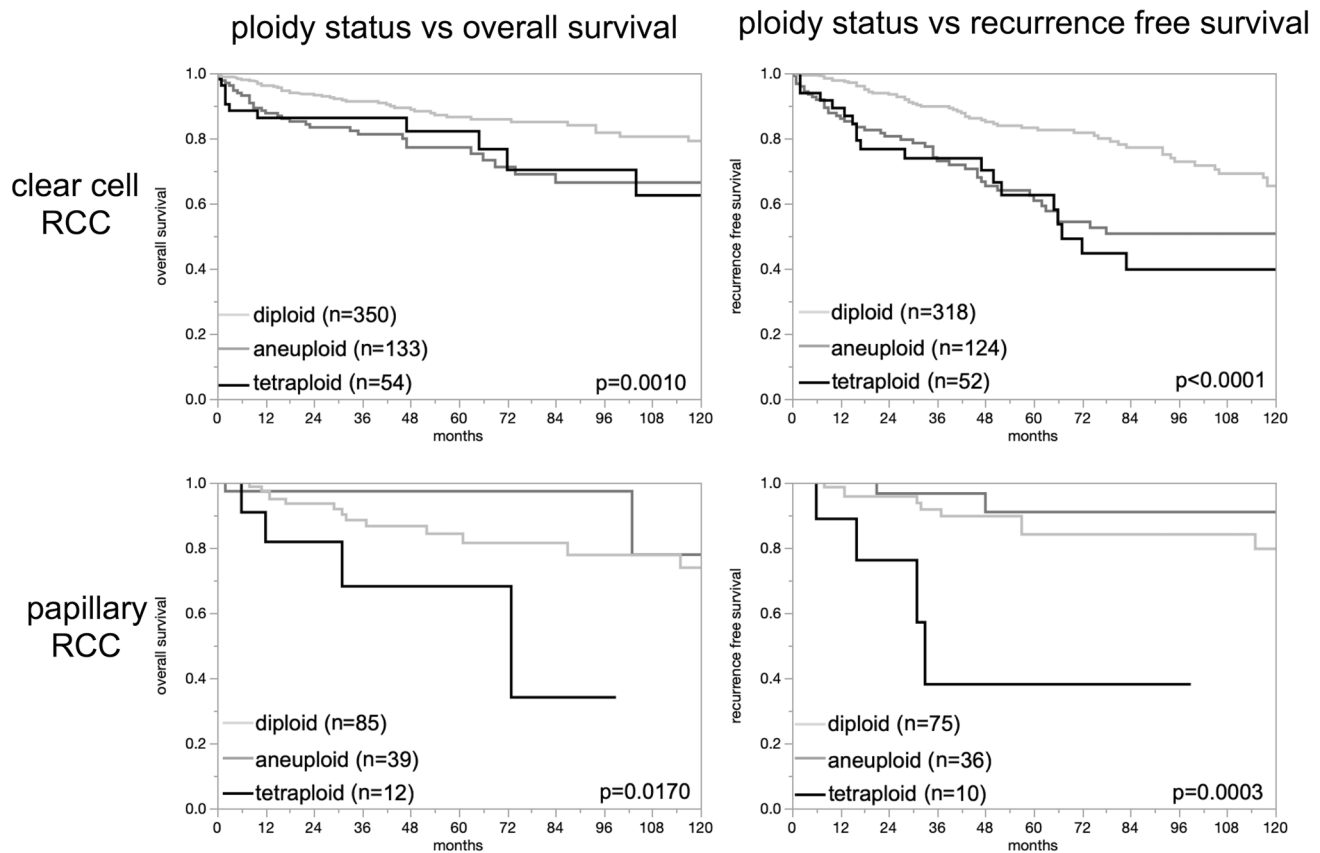 ploidy status vs overall survival
ploidy status vs recurrence free survival
clear cell
RCC
overall survival
1.0
0.8
0.6
0.4
0.2
0.0
diploid (n=350)
aneuploid (n=133)
tetraploid (n=54)
p=0.0010
0 12 24 36 48 60 72 84 96 108 120
months
recurrence free survival
1.0
0.8
0.6
0.4
0.2
0.0
diploid (n=318)
aneuploid (n=124)
tetraploid (n=52)
p<0.0001
0 12 24 36 48 60 72 84 96 108 120
months
papillary
RCC
overall survival
1.0
0.8
0.6
0.4
0.2
0.0
diploid (n=85)
aneuploid (n=39)
tetraploid (n=12)
p=0.0170
0 12 24 36 48 60 72 84 96 108 120
months
recurrence free survival
1.0
0.8
0.6
0.4
0.2
0.0
diploid (n=75)
aneuploid (n=36)
tetraploid (n=10)
p=0.0003
0 12 24 36 48 60 72 84 96 108 120
months